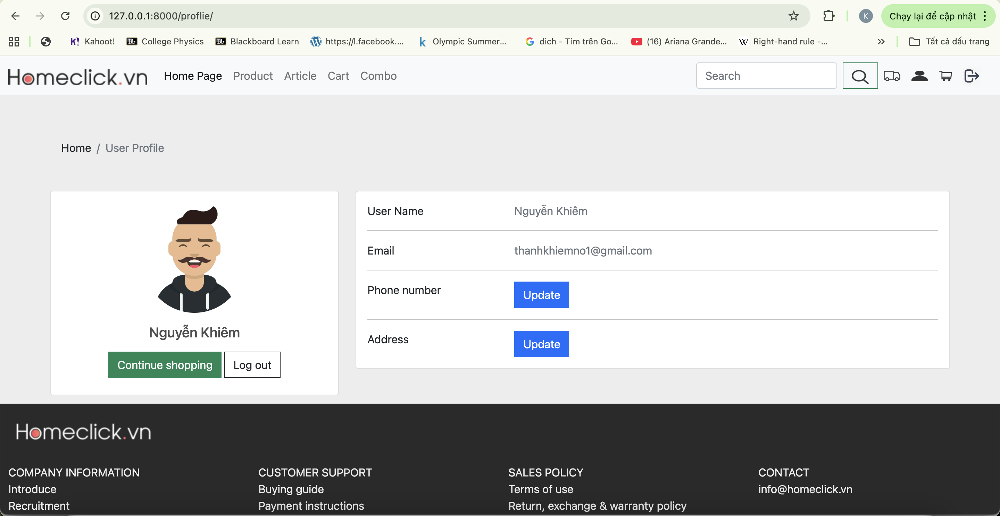 127.0.0.1:8000/proflie/
K
Chạy lại để cập nhật
K! Kahoot!
Bb College Physics
Bb Blackboard Learn
https://l.facebook....
k Olympic Summer...
dich - Tìm trên Go...
(16) Ariana Grande...
W Right-hand rule -...
Tất cả dấu trang
Homeclick.vn
Home Page
Product
Article
Cart
Combo
Search
Home / User Profile
Nguyễn Khiêm
Continue shopping
Log out
User Name Nguyễn Khiêm
Email thanhkhiemno1@gmail.com
Phone number Update
Address Update
Homeclick.vn
COMPANY INFORMATION
Introduce
Recruitment
CUSTOMER SUPPORT
Buying guide
Payment instructions
SALES POLICY
Terms of use
Return, exchange & warranty policy
CONTACT
info@homeclick.vn